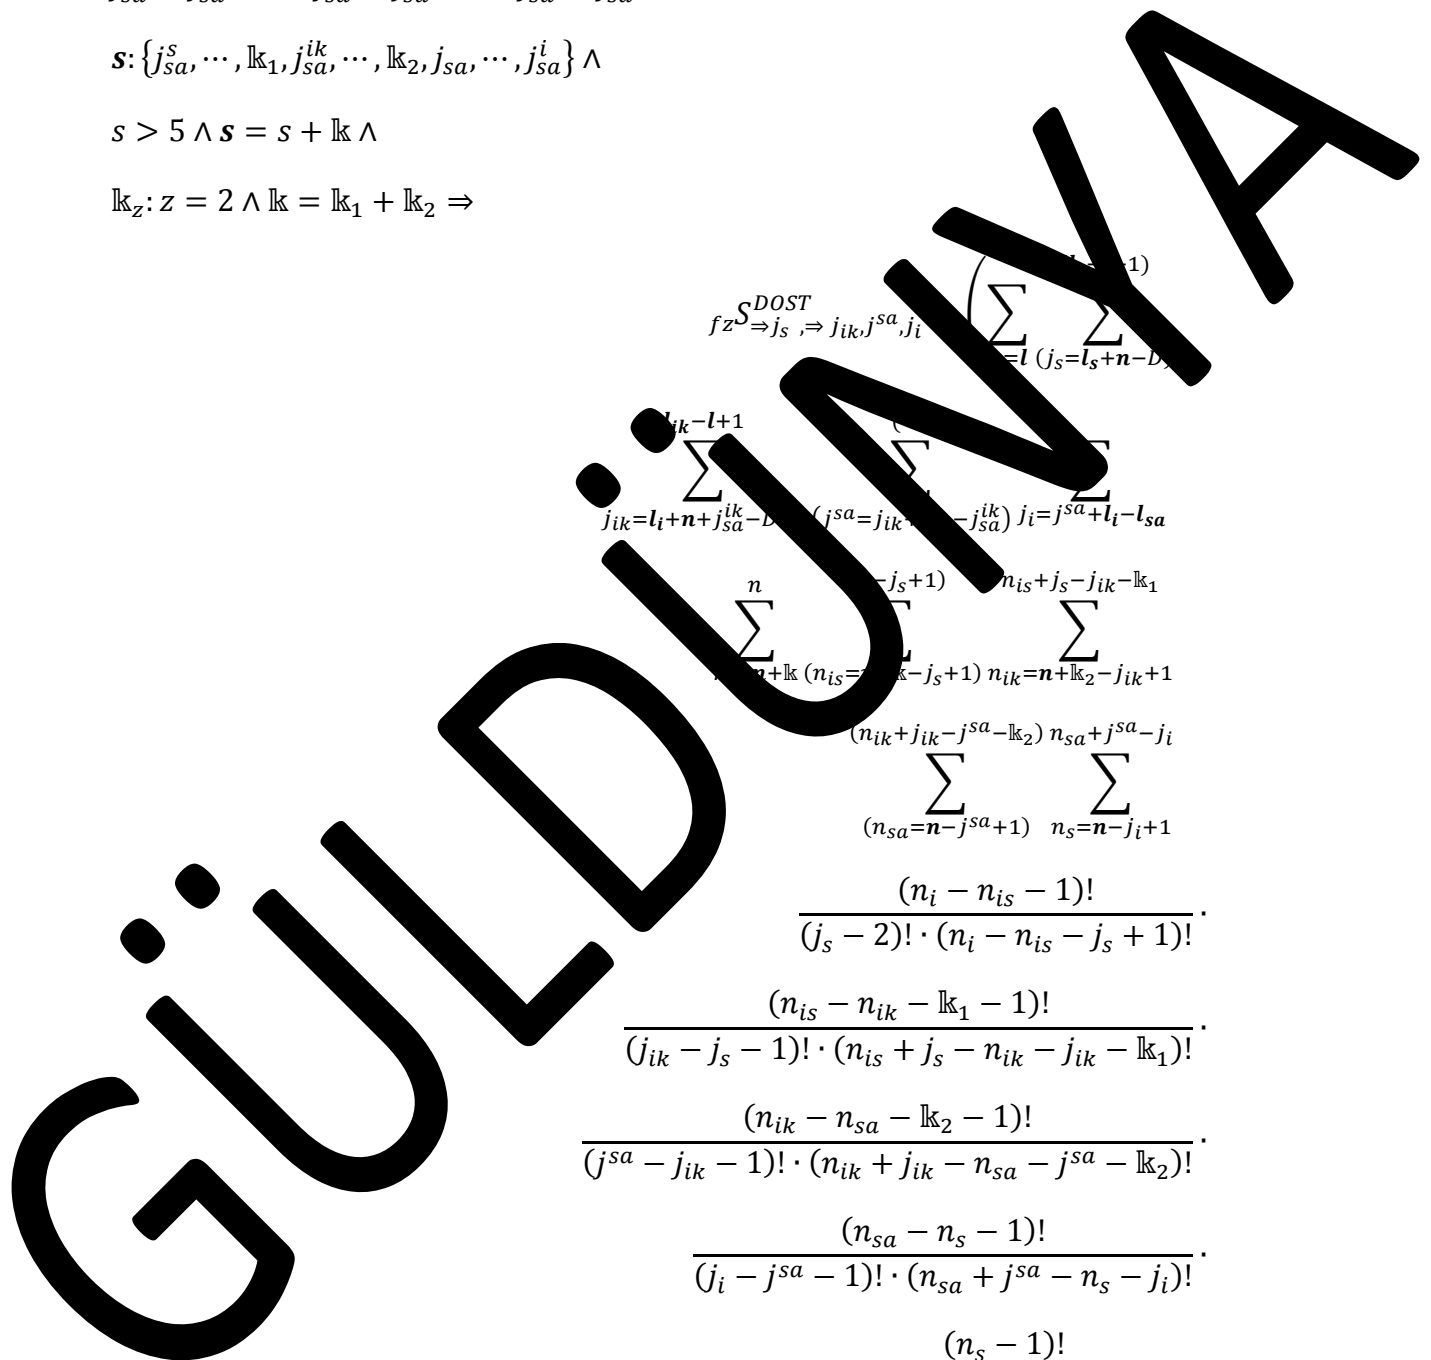 𝒔: {j_{sa}^{s}, ⋯, 𝕜_1, j_{sa}^{ik}, ⋯, 𝕜_2, j_{sa}, ⋯, j_{sa}^{i}} ∧
s > 5 ∧ 𝒔 = s + 𝕜 ∧
𝕜_z: z = 2 ∧ 𝕜 = 𝕜_1 + 𝕜_2 ⇒
_{fz}S^{DOST}_{⇒j_s ,⇒ j_{ik}, j^{sa}, j_i} ( ∑ ∑_{(j_s=𝒍_s+𝒏−D)}
∑_{j_{ik}=𝒍_i+𝒏+j_{sa}^{ik}−D}^{𝒍_{ik}−𝒍+1} ∑ ∑_{j_i=j^{sa}+𝒍_i−𝒍_{sa}}
∑^{n} ∑ ∑_{n_{ik}=𝒏+𝕜_2−j_{ik}+1}^{n_{is}+j_s−j_{ik}−𝕜_1}
∑_{(n_{sa}=𝒏−j^{sa}+1)}^{(n_{ik}+j_{ik}−j^{sa}−𝕜_2)} ∑_{n_s=𝒏−j_i+1}^{n_{sa}+j^{sa}−j_i}
(n_i − n_{is} − 1)!
(j_s − 2)! · (n_i − n_{is} − j_s + 1)! ·
(n_{is} − n_{ik} − 𝕜_1 − 1)!
(j_{ik} − j_s − 1)! · (n_{is} + j_s − n_{ik} − j_{ik} − 𝕜_1)! ·
(n_{ik} − n_{sa} − 𝕜_2 − 1)!
(j^{sa} − j_{ik} − 1)! · (n_{ik} + j_{ik} − n_{sa} − j^{sa} − 𝕜_2)! ·
(n_{sa} − n_s − 1)!
(j_i − j^{sa} − 1)! · (n_{sa} + j^{sa} − n_s − j_i)! ·
(n_s − 1)!
GÜLDÜNYA